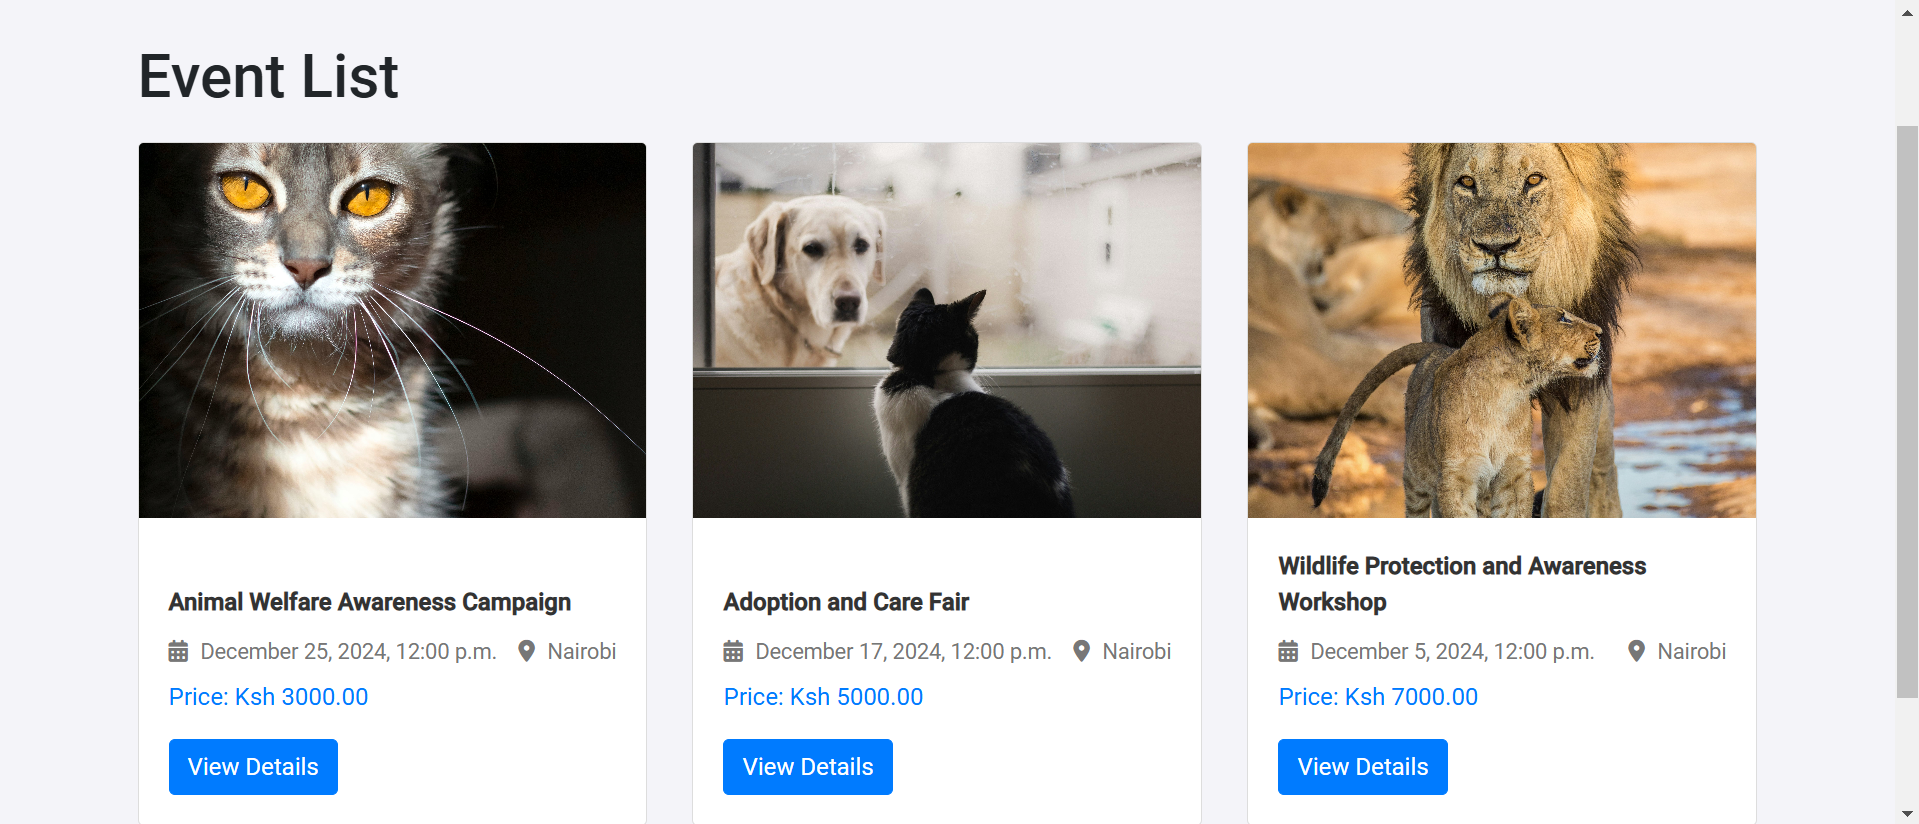 Event List
Animal Welfare Awareness Campaign
December 25, 2024, 12:00 p.m. Nairobi
Price: Ksh 3000.00
View Details
Adoption and Care Fair
December 17, 2024, 12:00 p.m. Nairobi
Price: Ksh 5000.00
View Details
Wildlife Protection and Awareness
Workshop
December 5, 2024, 12:00 p.m. Nairobi
Price: Ksh 7000.00
View Details